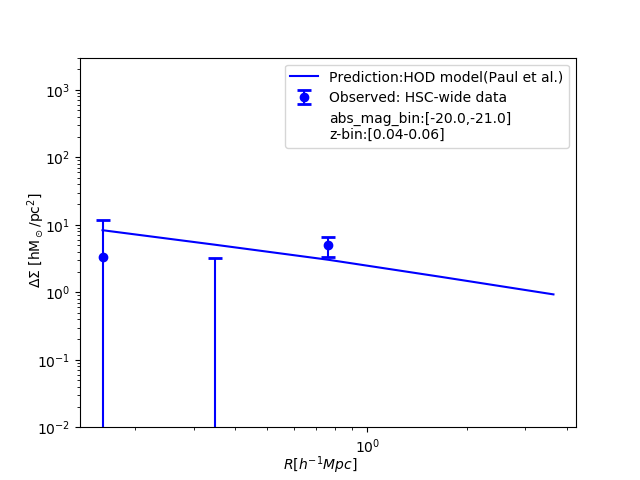 Prediction:HOD model(Paul et al.)
Observed: HSC-wide data
abs_mag_bin:[-20.0,-21.0]
z-bin:[0.04-0.06]
ΔΣ [hM⊙/pc²]
10³
10²
10¹
10⁰
10⁻¹
10⁻²
10⁰
R[h⁻¹Mpc]